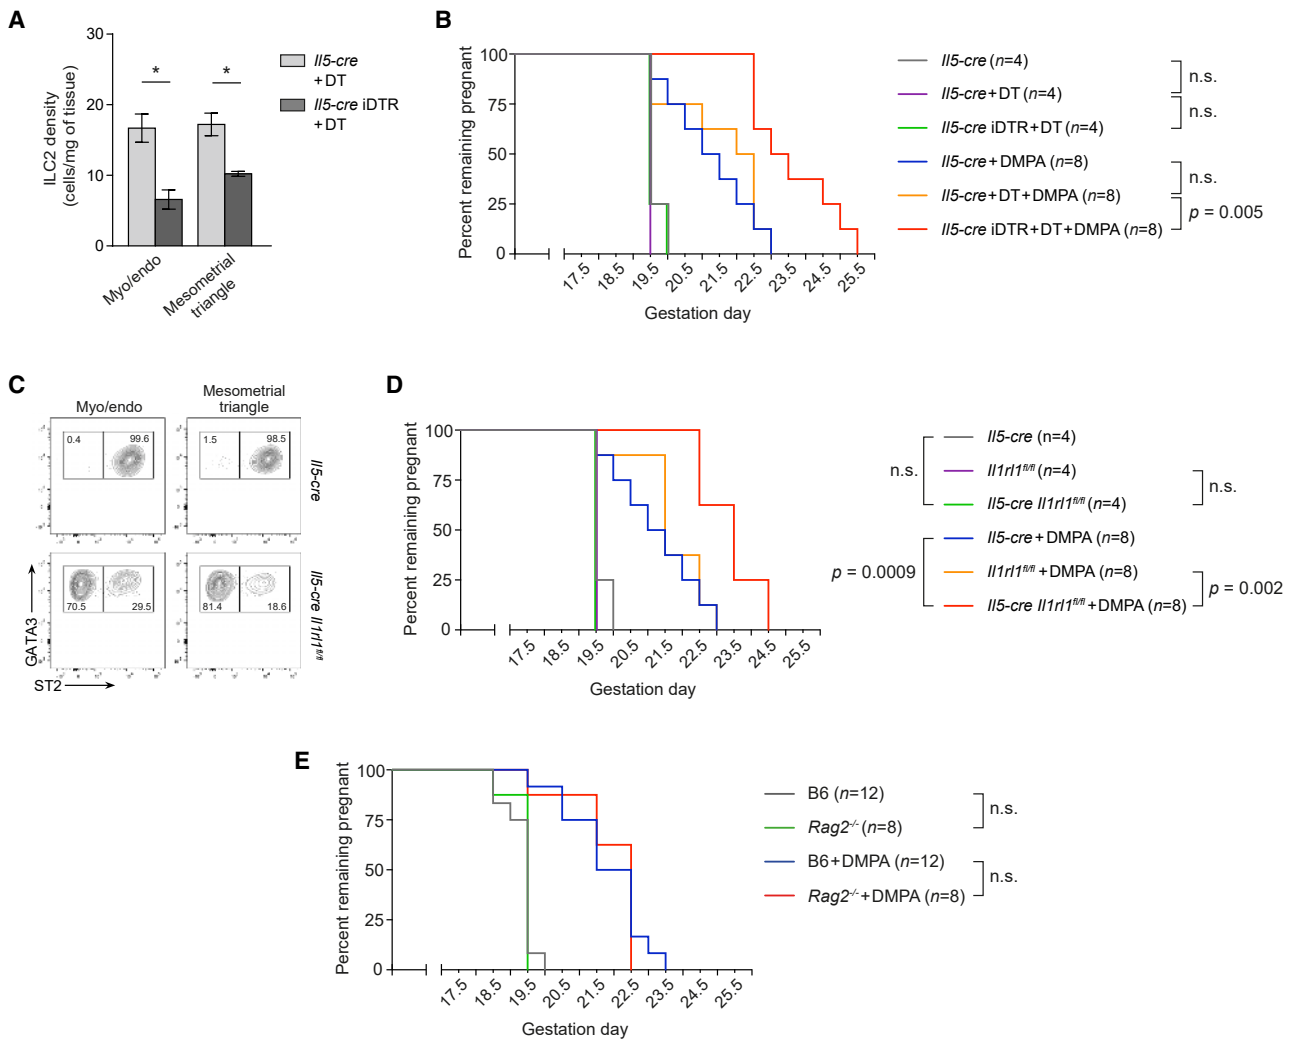 A
30
20
10
0
ILC2 density
(cells/mg of tissue)
*
*
Myo/endo
Mesometrial
triangle
Il5-cre
+DT
Il5-cre iDTR
+DT
B
100
75
50
25
0
Percent remaining pregnant
17.5 18.5 19.5 20.5 21.5 22.5 23.5 24.5 25.5
Gestation day
Il5-cre (n=4)
Il5-cre+DT (n=4)
Il5-cre iDTR+DT (n=4)
Il5-cre+DMPA (n=8)
Il5-cre+DT+DMPA (n=8)
Il5-cre iDTR+DT+DMPA (n=8)
n.s.
n.s.
n.s.
p = 0.005
C
Myo/endo
Mesometrial
triangle
0.4 99.6
1.5 98.5
Il5-cre
70.5 29.5
81.4 18.6
Il5-cre Il1rl1fl/fl
GATA3
ST2
D
100
75
50
25
0
Percent remaining pregnant
17.5 18.5 19.5 20.5 21.5 22.5 23.5 24.5 25.5
Gestation day
n.s.
Il5-cre (n=4)
Il1rl1fl/fl (n=4)
Il5-cre Il1rl1fl/fl (n=4)
n.s.
p = 0.0009
Il5-cre+DMPA (n=8)
Il1rl1fl/fl+DMPA (n=8)
Il5-cre Il1rl1fl/fl+DMPA (n=8)
p = 0.002
E
100
75
50
25
0
Percent remaining pregnant
17.5 18.5 19.5 20.5 21.5 22.5 23.5 24.5 25.5
Gestation day
B6 (n=12)
Rag2-/- (n=8)
B6+DMPA (n=12)
Rag2-/-+DMPA (n=8)
n.s.
n.s.